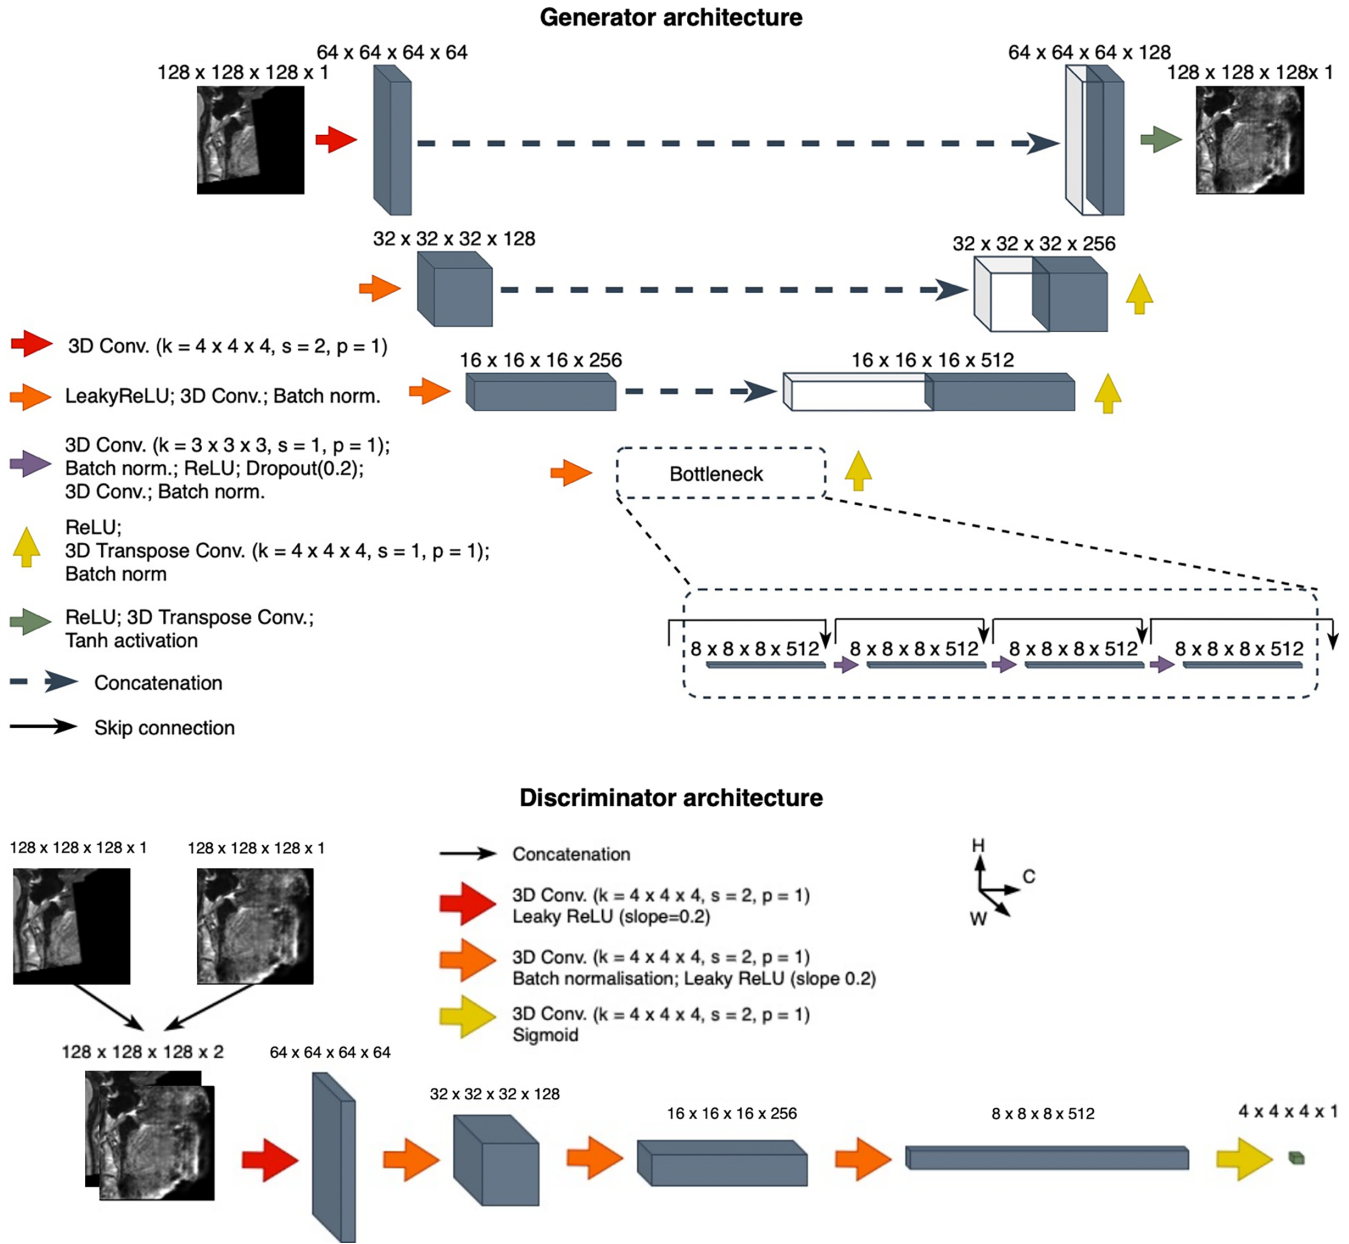 Generator architecture
64 x 64 x 64 x 64
64 x 64 x 64 x 128
128 x 128 x 128 x 1
128 x 128 x 128x 1
32 x 32 x 32 x 128
32 x 32 x 32 x 256
3D Conv. (k = 4 x 4 x 4, s = 2, p = 1)
16 x 16 x 16 x 256
16 x 16 x 16 x 512
LeakyReLU; 3D Conv.; Batch norm.
3D Conv. (k = 3 x 3 x 3, s = 1, p = 1);
Batch norm.; ReLU; Dropout(0.2);
3D Conv.; Batch norm.
Bottleneck
ReLU;
3D Transpose Conv. (k = 4 x 4 x 4, s = 1, p = 1);
Batch norm
ReLU; 3D Transpose Conv.;
Tanh activation
8 x 8 x 8 x 512
8 x 8 x 8 x 512
8 x 8 x 8 x 512
8 x 8 x 8 x 512
Concatenation
Skip connection
Discriminator architecture
128 x 128 x 128 x 1
128 x 128 x 128 x 1
Concatenation
3D Conv. (k = 4 x 4 x 4, s = 2, p = 1)
Leaky ReLU (slope=0.2)
3D Conv. (k = 4 x 4 x 4, s = 2, p = 1)
Batch normalisation; Leaky ReLU (slope 0.2)
3D Conv. (k = 4 x 4 x 4, s = 2, p = 1)
Sigmoid
H
C
W
128 x 128 x 128 x 2
64 x 64 x 64 x 64
32 x 32 x 32 x 128
16 x 16 x 16 x 256
8 x 8 x 8 x 512
4 x 4 x 4 x 1